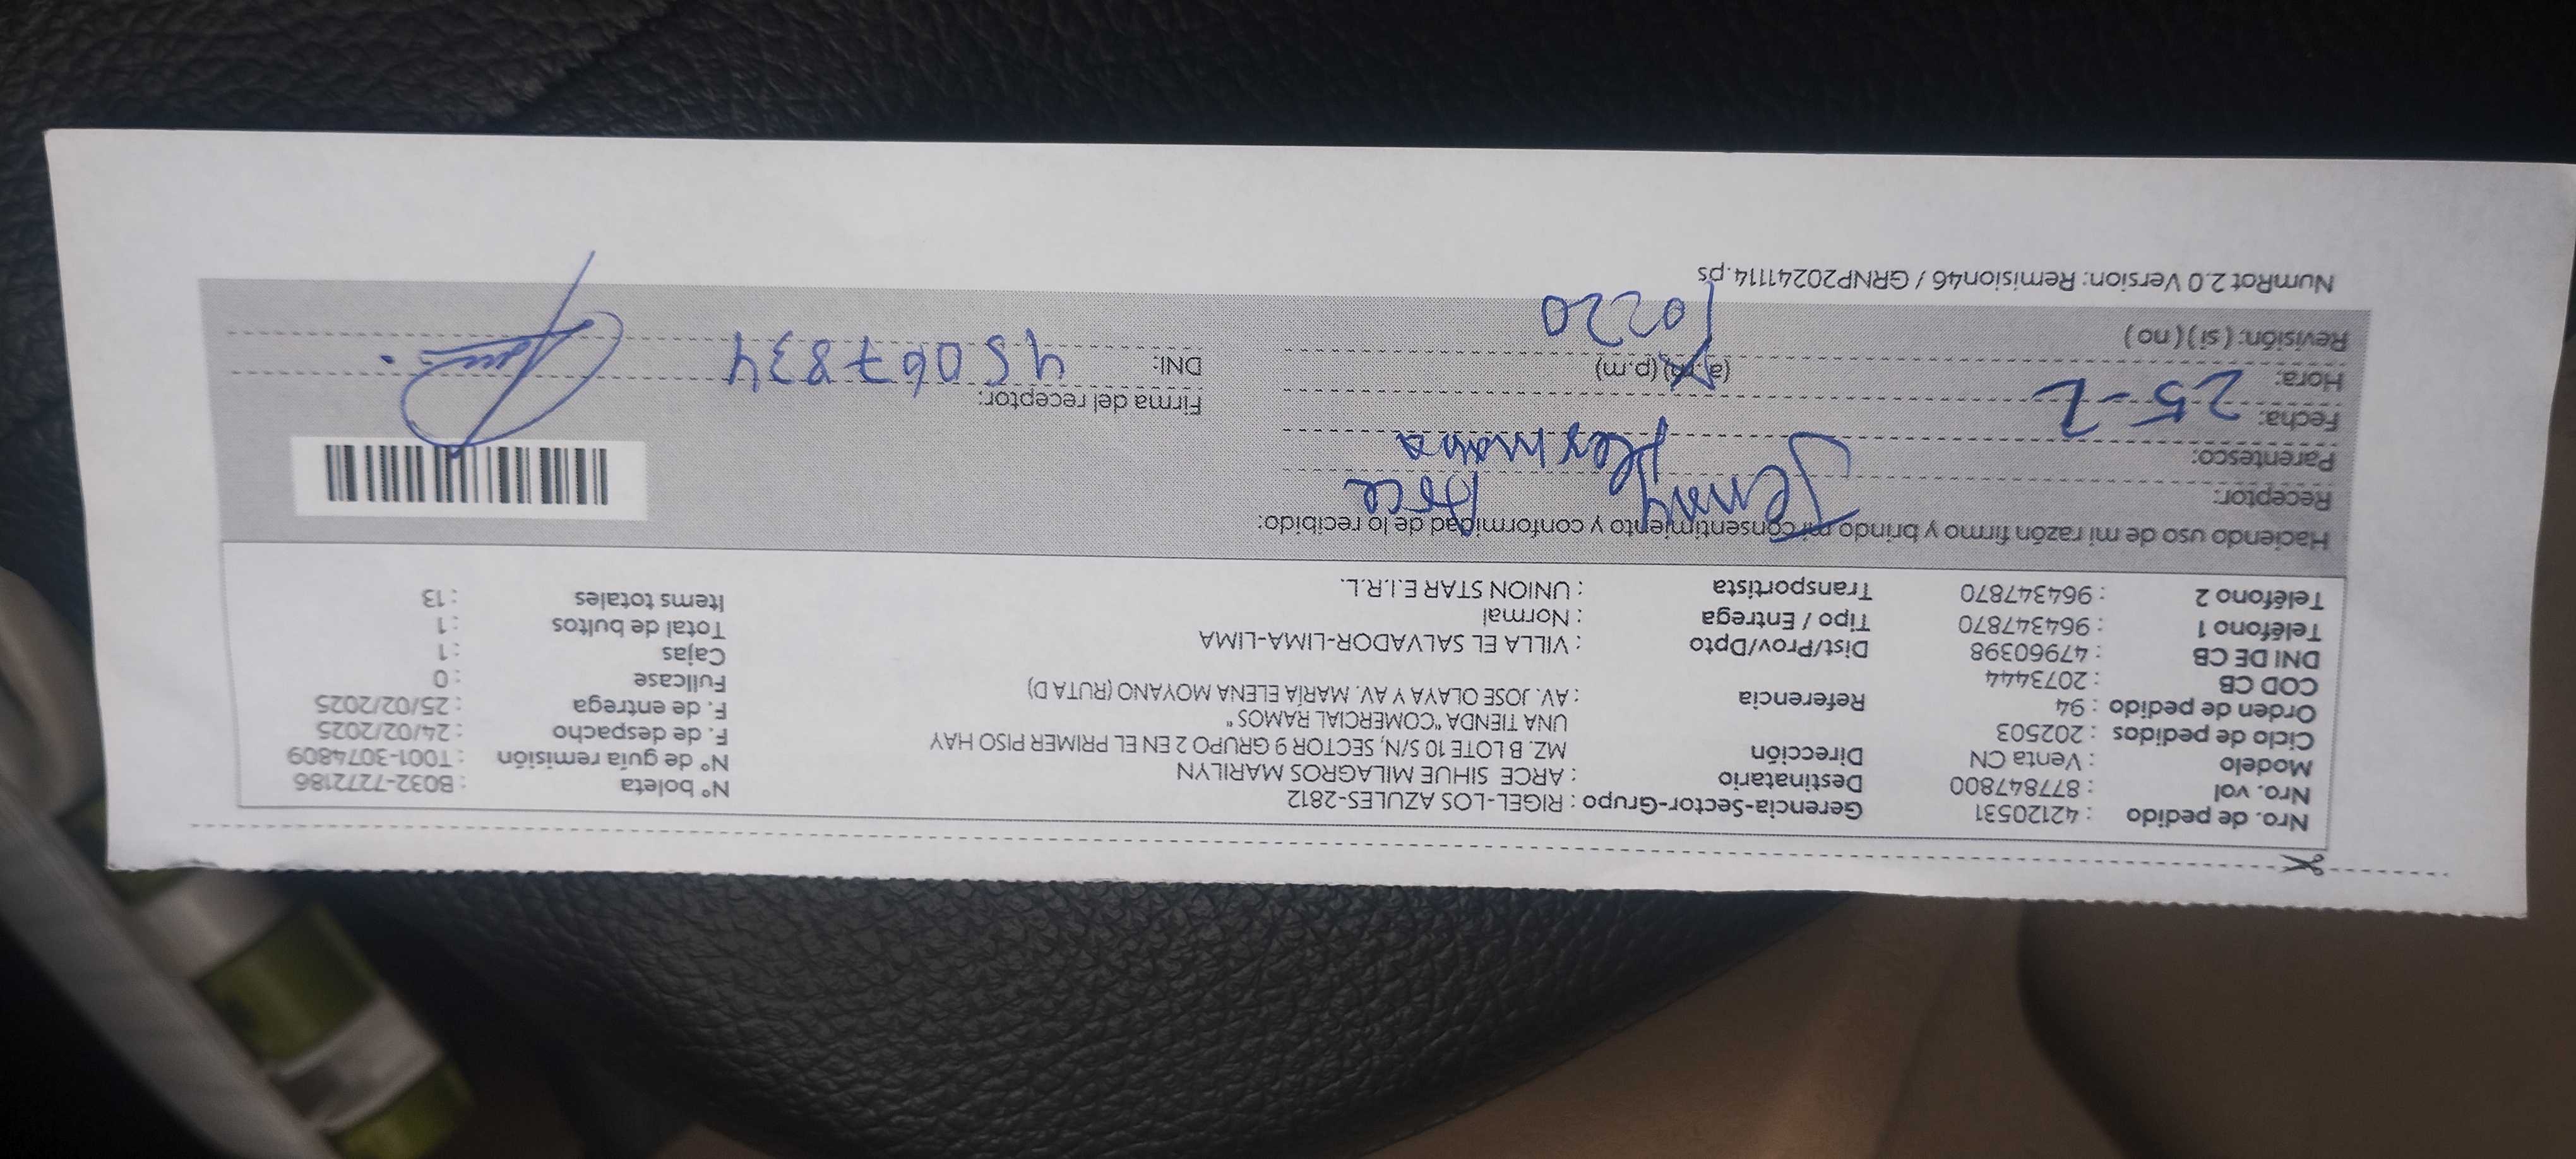 Nro. de pedido : 42120531 Gerencia-Sector-Grupo : RIGEL-LOS AZULES-2812 N° boleta : B032-7272186
Nro. vol : 877847800 Destinatario : ARCE SIHUE MILAGROS MARILYN N° de guía remisión : T001-3074809
Modelo : Venta CN Dirección MZ. B LOTE 10 S/N, SECTOR 9 GRUPO 2 EN EL PRIMER PISO HAY F. de despacho : 24/02/2025
Ciclo de pedidos : 202503 UNA TIENDA "COMERCIAL RAMOS" F. de entrega : 25/02/2025
Orden de pedido : 94 Referencia : AV. JOSE OLAYA Y AV. MARÍA ELENA MOYANO (RUTA D) Fullcase : 0
COD CB : 2073444 Cajas : 1
DNI DE CB : 47960398 Dist/Prov/Dpto : VILLA EL SALVADOR-LIMA-LIMA Total de bultos : 1
Teléfono 1 : 964347870 Tipo / Entrega : Normal Items totales : 13
Teléfono 2 : 964347870 Transportista : UNION STAR E.I.R.L.
Haciendo uso de mi razón firmo y brindo mi consentimiento y conformidad de lo recibido:
Receptor: Jenny Arce
Parentesco: Hermana
Fecha: 25-2 Firma del receptor:
Hora: (a.m) (p.m) DNI: 45067834
Revisión: ( si ) ( no ) 10220
NumRot 2.0 Version: Remision46 / GRNP20241114.ps